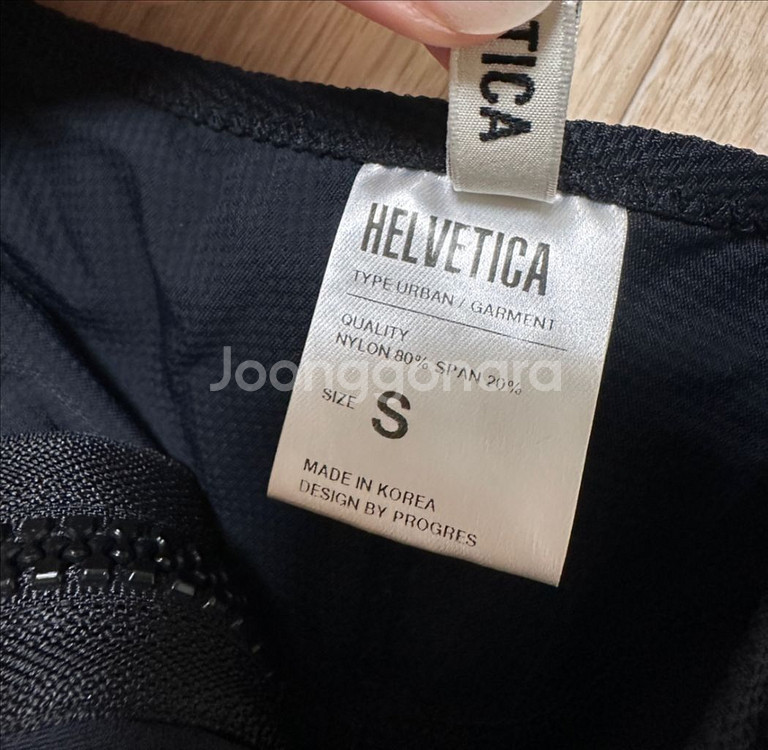 TICA
HELVETICA
TYPE URBAN / GARMENT
QUALITY
NYLON 80% SPAN 20%
Joonggonara
SIZE S
MADE IN KOREA
DESIGN BY PROGRES